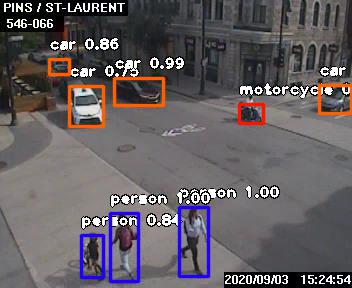 PINS / ST-LAURENT
546-066
car 0.86
car 0.75
car 0.99
motorcycle
car
person 1.00
person 1.00
person 0.84
2020/09/03 15:24:54